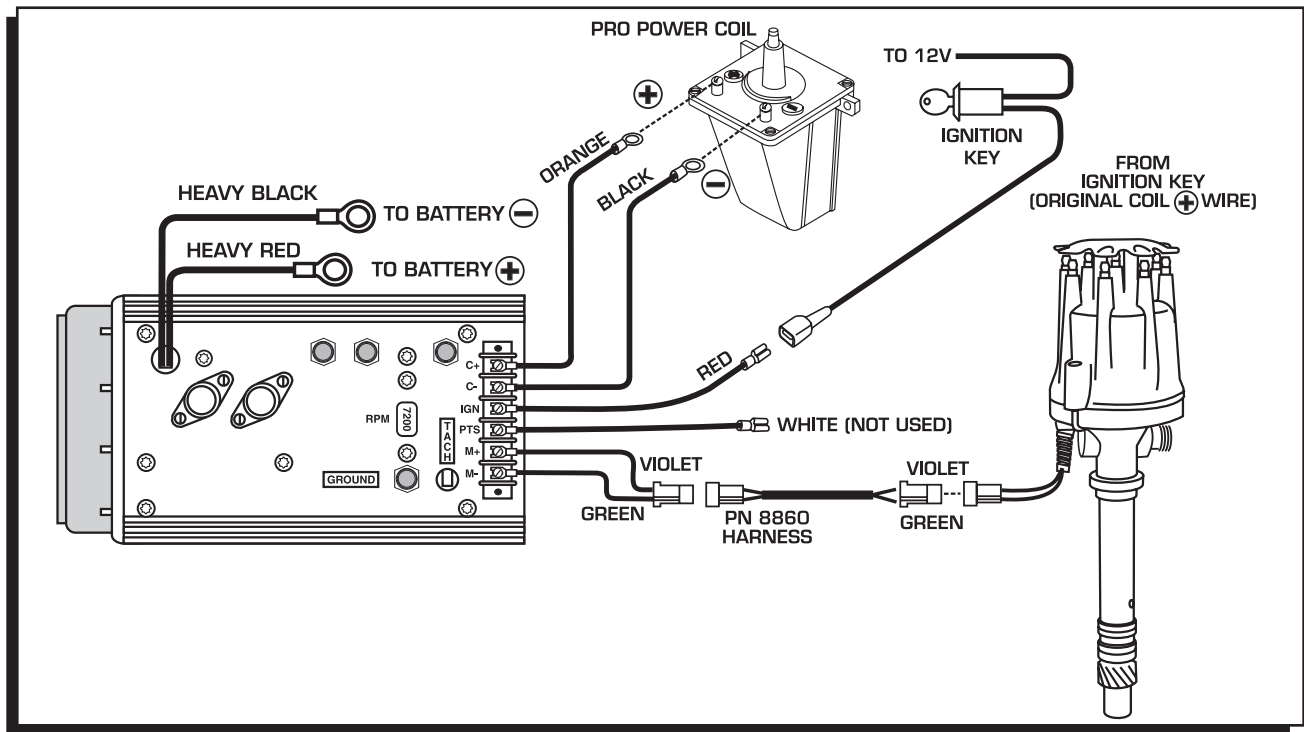 PRO POWER COIL
TO 12V
IGNITION
KEY
FROM
IGNITION KEY
(ORIGINAL COIL + WIRE)
+
ORANGE
BLACK
−
HEAVY BLACK
TO BATTERY −
HEAVY RED
TO BATTERY +
C+
C-
IGN
PTS
M+
M-
RPM
7200
TACH
GROUND
RED
WHITE (NOT USED)
VIOLET
GREEN
PN 8860
HARNESS
VIOLET
GREEN